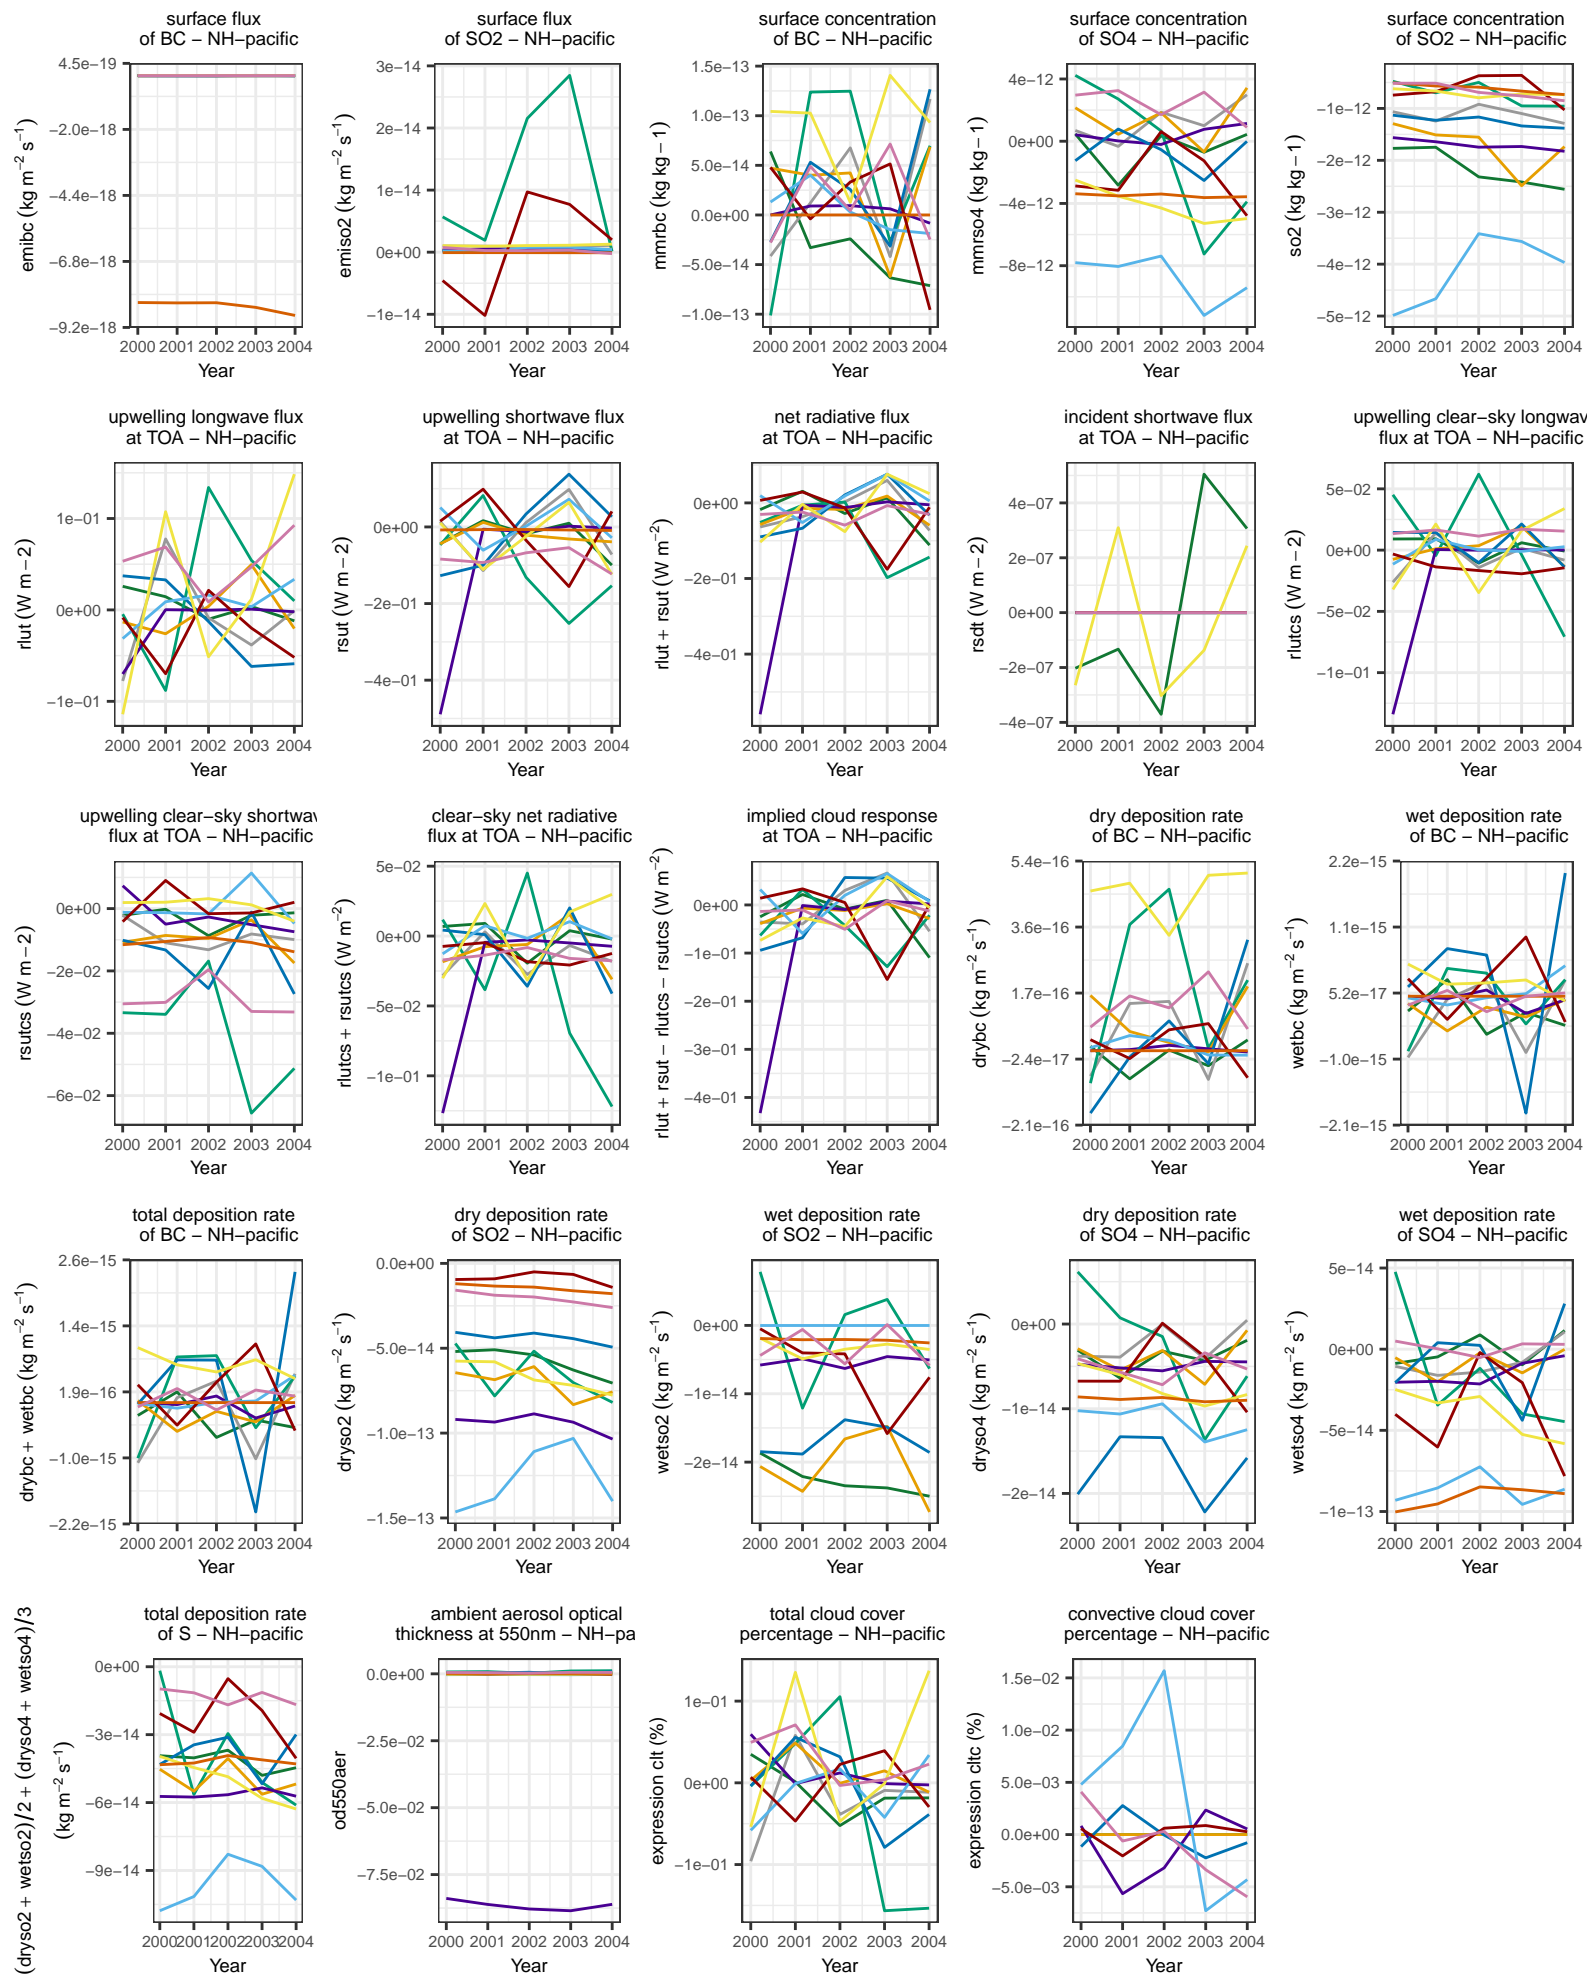 surface flux
of BC − NH−pacific
4.5e−19
−2.0e−18
−4.4e−18
−6.8e−18
−9.2e−18
emibc (kg m−2 s−1)
2000 2001 2002 2003 2004
Year
surface flux
of SO2 − NH−pacific
3e−14
2e−14
1e−14
0e+00
−1e−14
emiso2 (kg m−2 s−1)
2000 2001 2002 2003 2004
Year
surface concentration
of BC − NH−pacific
1.5e−13
1.0e−13
5.0e−14
0.0e+00
−5.0e−14
−1.0e−13
mmrbc (kg kg−1)
2000 2001 2002 2003 2004
Year
surface concentration
of SO4 − NH−pacific
4e−12
0e+00
−4e−12
−8e−12
mmrso4 (kg kg−1)
2000 2001 2002 2003 2004
Year
surface concentration
of SO2 − NH−pacific
−1e−12
−2e−12
−3e−12
−4e−12
−5e−12
so2 (kg kg−1)
2000 2001 2002 2003 2004
Year
upwelling longwave flux
at TOA − NH−pacific
1e−01
0e+00
−1e−01
rlut (W m−2)
2000 2001 2002 2003 2004
Year
upwelling shortwave flux
at TOA − NH−pacific
0e+00
−2e−01
−4e−01
rsut (W m−2)
2000 2001 2002 2003 2004
Year
net radiative flux
at TOA − NH−pacific
0e+00
−2e−01
−4e−01
rlut + rsut (W m−2)
2000 2001 2002 2003 2004
Year
incident shortwave flux
at TOA − NH−pacific
4e−07
2e−07
0e+00
−2e−07
−4e−07
rsdt (W m−2)
2000 2001 2002 2003 2004
Year
upwelling clear−sky longwav
flux at TOA − NH−pacific
5e−02
0e+00
−5e−02
−1e−01
rlutcs (W m−2)
2000 2001 2002 2003 2004
Year
upwelling clear−sky shortwav
flux at TOA − NH−pacific
0e+00
−2e−02
−4e−02
−6e−02
rsutcs (W m−2)
2000 2001 2002 2003 2004
Year
clear−sky net radiative
flux at TOA − NH−pacific
5e−02
0e+00
−5e−02
−1e−01
rlutcs + rsutcs (W m−2)
2000 2001 2002 2003 2004
Year
implied cloud response
at TOA − NH−pacific
0e+00
−1e−01
−2e−01
−3e−01
−4e−01
rlut + rsut − rlutcs − rsutcs (W m−2)
2000 2001 2002 2003 2004
Year
dry deposition rate
of BC − NH−pacific
5.4e−16
3.6e−16
1.7e−16
−2.4e−17
−2.1e−16
drybc (kg m−2 s−1)
2000 2001 2002 2003 2004
Year
wet deposition rate
of BC − NH−pacific
2.2e−15
1.1e−15
5.2e−17
−1.0e−15
−2.1e−15
wetbc (kg m−2 s−1)
2000 2001 2002 2003 2004
Year
total deposition rate
of BC − NH−pacific
2.6e−15
1.4e−15
1.9e−16
−1.0e−15
−2.2e−15
drybc + wetbc (kg m−2 s−1)
2000 2001 2002 2003 2004
Year
dry deposition rate
of SO2 − NH−pacific
0.0e+00
−5.0e−14
−1.0e−13
−1.5e−13
dryso2 (kg m−2 s−1)
2000 2001 2002 2003 2004
Year
wet deposition rate
of SO2 − NH−pacific
0e+00
−1e−14
−2e−14
wetso2 (kg m−2 s−1)
2000 2001 2002 2003 2004
Year
dry deposition rate
of SO4 − NH−pacific
0e+00
−1e−14
−2e−14
dryso4 (kg m−2 s−1)
2000 2001 2002 2003 2004
Year
wet deposition rate
of SO4 − NH−pacific
5e−14
0e+00
−5e−14
−1e−13
wetso4 (kg m−2 s−1)
2000 2001 2002 2003 2004
Year
total deposition rate
of S − NH−pacific
0e+00
−3e−14
−6e−14
−9e−14
(dryso2 + wetso2)/2 + (dryso4 + wetso4)/3
(kg m−2 s−1)
2000 2001 2002 2003 2004
Year
ambient aerosol optical
thickness at 550nm − NH−pa
0.0e+00
−2.5e−02
−5.0e−02
−7.5e−02
od550aer
2000 2001 2002 2003 2004
Year
total cloud cover
percentage − NH−pacific
1e−01
0e+00
−1e−01
expression clt (%)
2000 2001 2002 2003 2004
Year
convective cloud cover
percentage − NH−pacific
1.5e−02
1.0e−02
5.0e−03
0.0e+00
−5.0e−03
expression cltc (%)
2000 2001 2002 2003 2004
Year